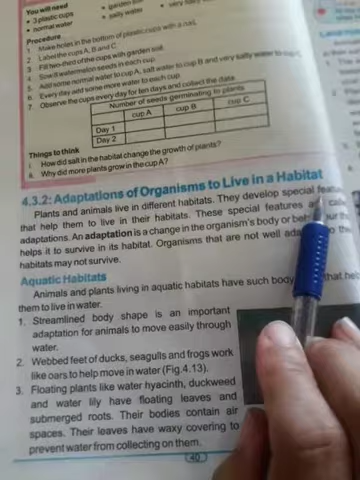 You will need
• 3 plastic cups
• garden soil
• very salty
• normal water
• salty water
Procedure
1 Make holes in the bottom of plastic cups with a nail.
2 Label the cups A, B and C.
3 Fill two-third of the cups with garden soil.
4 Sow 8 watermelon seeds in each cup.
5 Add some normal water to cup A, salt water to cup B and very salty water to cup C.
6 Every day add some more water to each cup.
7 Observe the cups every day for ten days and collect the data.
Number of seeds germinating to plants
cup A cup B cup C
Day 1
Day 2
Things to think
i. How did salt in the habitat change the growth of plants?
ii. Why did more plants grow in the cup A?
4.3.2: Adaptations of Organisms to Live in a Habitat
Plants and animals live in different habitats. They develop special
that help them to live in their habitats. These special features
adaptations. An adaptation is a change in the organism's body or
helps it to survive in its habitat. Organisms that are not well
habitats may not survive.
Aquatic Habitats
Animals and plants living in aquatic habitats have such body that
them to live in water.
1. Streamlined body shape is an important
adaptation for animals to move easily through
water.
2. Webbed feet of ducks, seagulls and frogs work
like oars to help move in water (Fig.4.13).
3. Floating plants like water hyacinth, duckweed
and water lily have floating leaves and
submerged roots. Their bodies contain air
spaces. Their leaves have waxy covering to
prevent water from collecting on them.
40